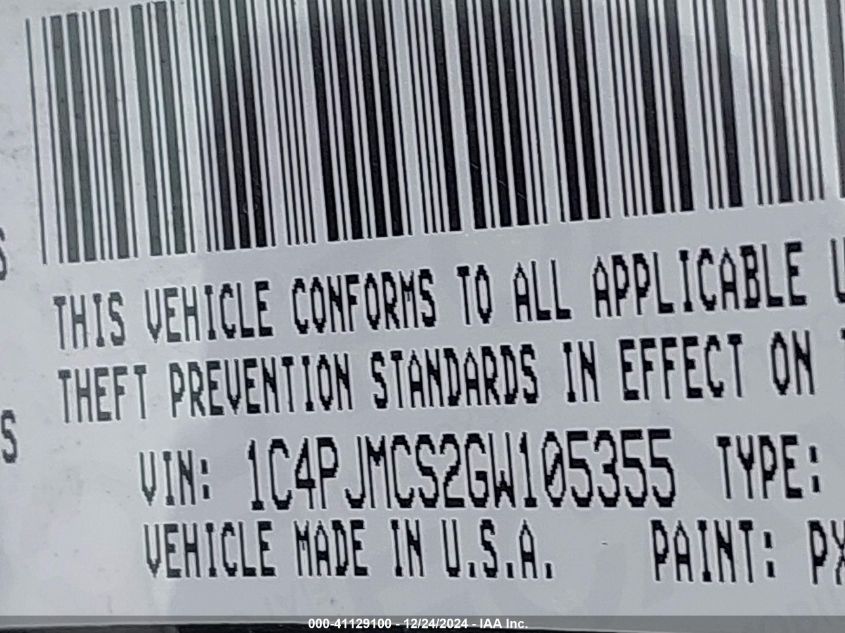 THIS VEHICLE CONFORMS TO ALL APPLICABLE
THEFT PREVENTION STANDARDS IN EFFECT ON
VIN: 1C4PJMCS2GW105355 TYPE:
VEHICLE MADE IN U.S.A. PAINT: PX
000-41129100 - 12/24/2024 - IAA Inc.